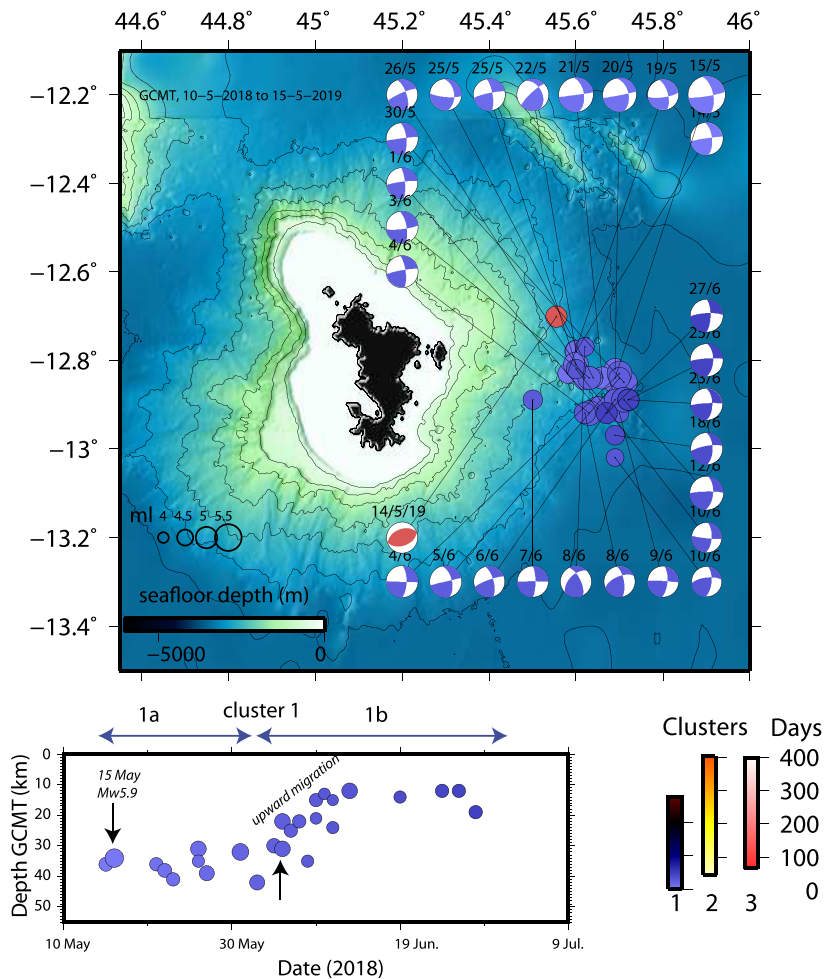 44.6˚ 44.8˚ 45˚ 45.2˚ 45.4˚ 45.6˚ 45.8˚ 46˚
−12.2˚
−12.4˚
−12.6˚
−12.8˚
−13˚
−13.2˚
−13.4˚
GCMT, 10−5−2018 to 15−5−2019
26/5 25/5 25/5 22/5 21/5 20/5 19/5 15/5
30/5 14/5
1/6
3/6
4/6
27/6
25/6
23/6
18/6
12/6
10/6
10/6
14/5/19
4/6 5/6 6/6 7/6 8/6 8/6 9/6
ml 4 4.5 5 5.5
seafloor depth (m)
−5000 0
cluster 1
1a 1b
Depth GCMT (km)
0
10
20
30
40
50
15 May
Mw5.9
upward migration
10 May 30 May 19 Jun. 9 Jul.
Date (2018)
Clusters Days
400
300
200
100
0
1 2 3